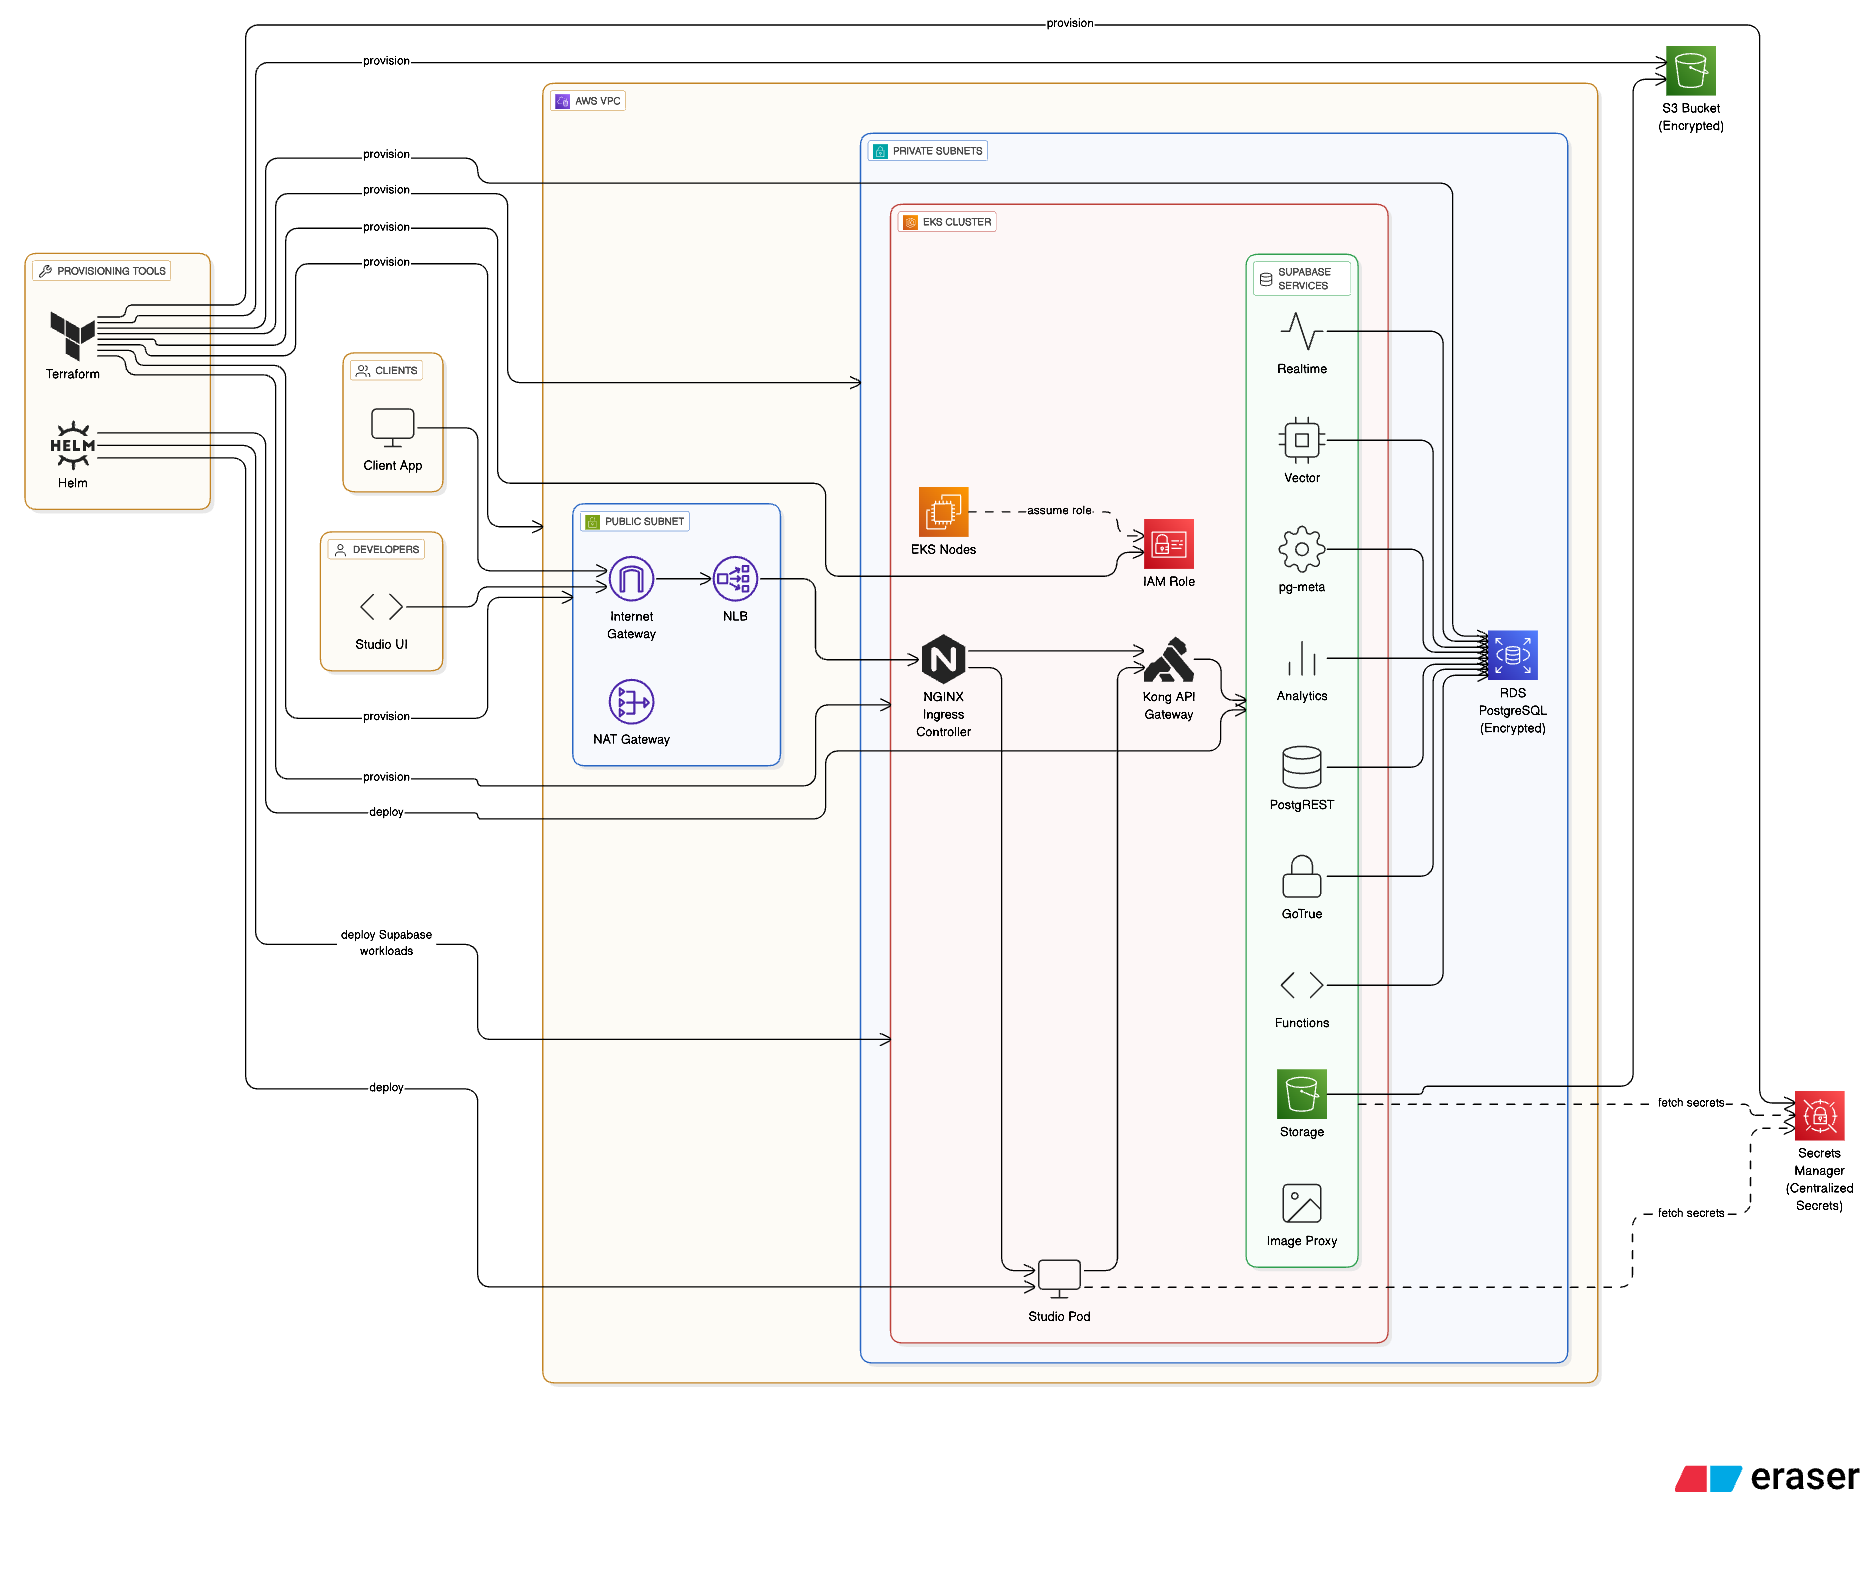 provision
provision
S3 Bucket
(Encrypted)
AWS VPC
PRIVATE SUBNETS
provision
provision
provision
provision
EKS CLUSTER
PROVISIONING TOOLS
Terraform
HELM
Helm
CLIENTS
Client App
DEVELOPERS
Studio UI
PUBLIC SUBNET
Internet
Gateway
NLB
NAT Gateway
provision
provision
deploy
deploy Supabase
workloads
deploy
EKS Nodes
assume role
IAM Role
NGINX
Ingress
Controller
Kong API
Gateway
Studio Pod
SUPABASE
SERVICES
Realtime
Vector
pg-meta
Analytics
PostgREST
GoTrue
Functions
Storage
Image Proxy
RDS
PostgreSQL
(Encrypted)
fetch secrets
fetch secrets
Secrets
Manager
(Centralized
Secrets)
eraser